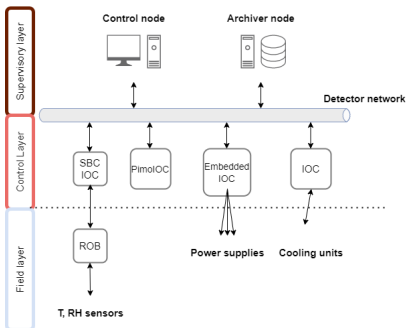 Supervisory layer
Control node
Archiver node
Detector network
Control Layer
SBC
IOC
PimoIOC
Embedded
IOC
IOC
Field layer
ROB
Power supplies
Cooling units
T, RH sensors